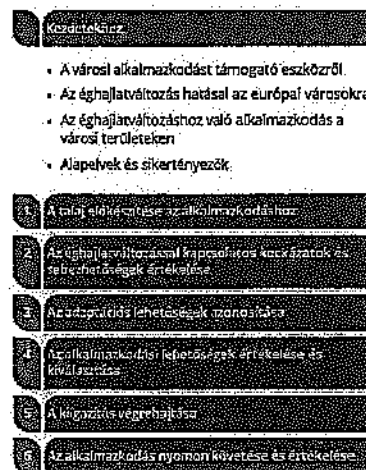 Kezdetekhez
• A városi alkalmazkodást támogató eszközről
• Az éghajlatváltozás hatásai az európai városokra
• Az éghajlatváltozáshoz való alkalmazkodás a
városi területeken
• Alapelvek és sikertényezők
1 A talaj előkészítése az alkalmazkodáshoz
2 Az éghajlatváltozással kapcsolatos kockázatok és
sebezhetőségek értékelése
3 Az adaptációs lehetőségek azonosítása
4 Az alkalmazkodási lehetőségek értékelése és
kiválasztása
5 A kiigazítás végrehajtása
6 Az alkalmazkodás nyomon követése és értékelése